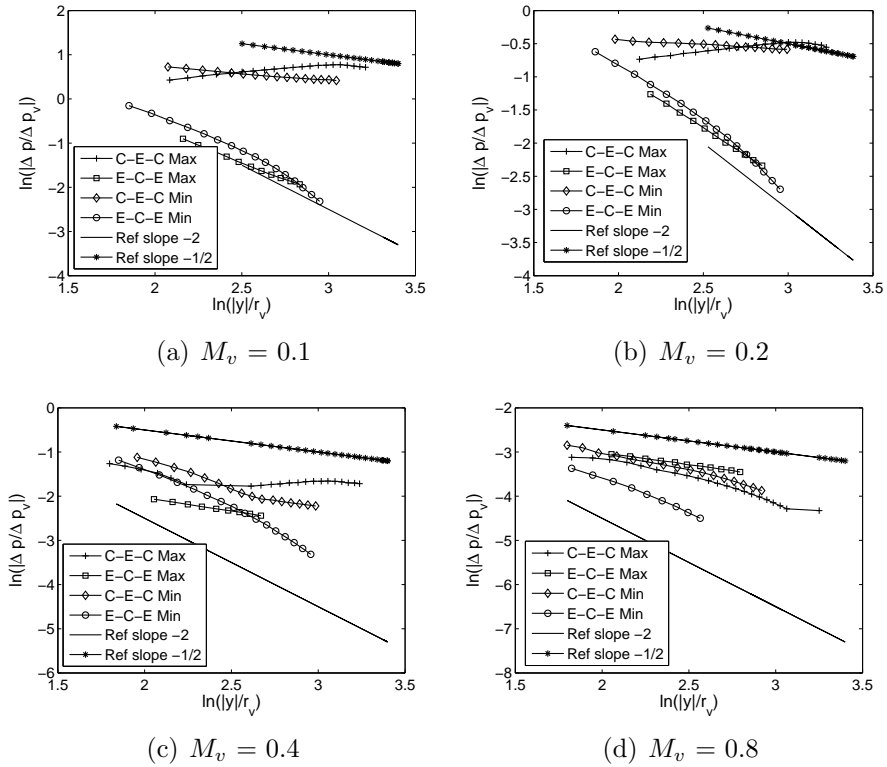 2
1
0
−1
−2
−3
−4
1.5 2 2.5 3 3.5
ln(|y|/r_v)
ln(|Δ p/Δ p_v|)
C−E−C Max
E−C−E Max
C−E−C Min
E−C−E Min
Ref slope −2
Ref slope −1/2
(a) M_v = 0.1
0
−0.5
−1
−1.5
−2
−2.5
−3
−3.5
−4
1.5 2 2.5 3 3.5
ln(|y|/r_v)
ln(|Δ p/Δ p_v|)
C−E−C Max
E−C−E Max
C−E−C Min
E−C−E Min
Ref slope −2
Ref slope −1/2
(b) M_v = 0.2
0
−1
−2
−3
−4
−5
−6
1.5 2 2.5 3 3.5
ln(|y|/r_v)
ln(|Δ p/Δ p_v|)
C−E−C Max
E−C−E Max
C−E−C Min
E−C−E Min
Ref slope −2
Ref slope −1/2
(c) M_v = 0.4
−2
−3
−4
−5
−6
−7
−8
1.5 2 2.5 3 3.5
ln(|y|/r_v)
ln(|Δ p/Δ p_v|)
C−E−C Max
E−C−E Max
C−E−C Min
E−C−E Min
Ref slope −2
Ref slope −1/2
(d) M_v = 0.8